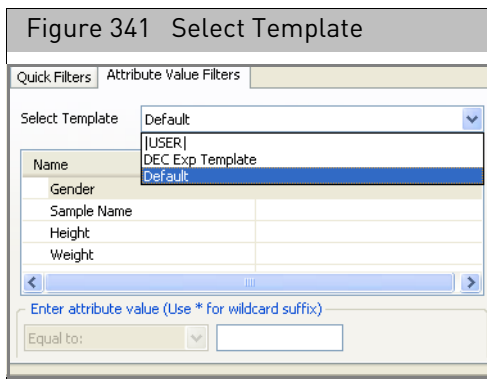 Figure 341 Select Template
Quick Filters Attribute Value Filters
Select Template Default
|USER|
DEC Exp Template
Default
Name
Gender
Sample Name
Height
Weight
Enter attribute value (Use * for wildcard suffix)
Equal to: